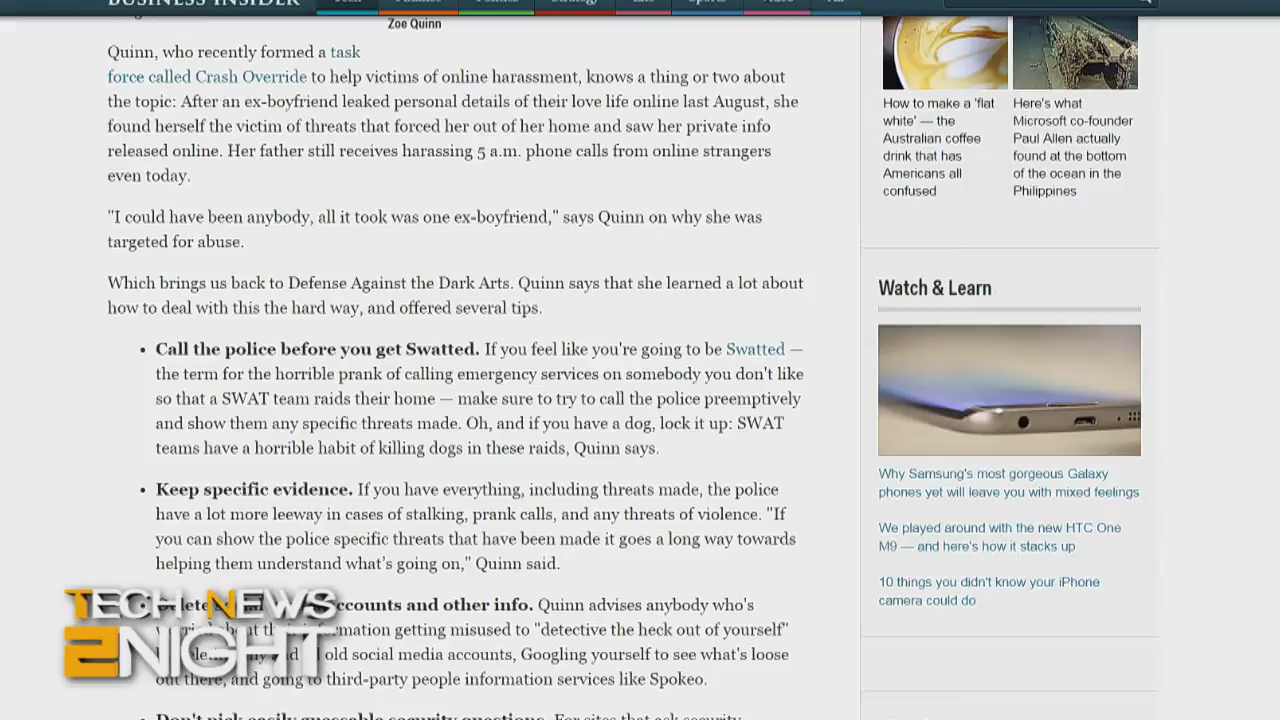 BUSINESS INSIDER
Zoe Quinn
Quinn, who recently formed a task
force called Crash Override to help victims of online harassment, knows a thing or two about
the topic: After an ex-boyfriend leaked personal details of their love life online last August, she
found herself the victim of threats that forced her out of her home and saw her private info
released online. Her father still receives harassing 5 a.m. phone calls from online strangers
even today.
"I could have been anybody, all it took was one ex-boyfriend," says Quinn on why she was
targeted for abuse.
Which brings us back to Defense Against the Dark Arts. Quinn says that she learned a lot about
how to deal with this the hard way, and offered several tips.
• Call the police before you get Swatted. If you feel like you're going to be Swatted —
the term for the horrible prank of calling emergency services on somebody you don't like
so that a SWAT team raids their home — make sure to try to call the police preemptively
and show them any specific threats made. Oh, and if you have a dog, lock it up: SWAT
teams have a horrible habit of killing dogs in these raids, Quinn says.
• Keep specific evidence. If you have everything, including threats made, the police
have a lot more leeway in cases of stalking, prank calls, and any threats of violence. "If
you can show the police specific threats that have been made it goes a long way towards
helping them understand what's going on," Quinn said.
accounts and other info. Quinn advises anybody who's
information getting misused to "detective the heck out of yourself"
old social media accounts, Googling yourself to see what's loose
out there, and going to third-party people information services like Spokeo.
• Don't pick easily guessable security questions. For sites that ask security
How to make a 'flat
white' — the
Australian coffee
drink that has
Americans all
confused
Here's what
Microsoft co-founder
Paul Allen actually
found at the bottom
of the ocean in the
Philippines
Watch & Learn
Why Samsung's most gorgeous Galaxy
phones yet will leave you with mixed feelings
We played around with the new HTC One
M9 — and here's how it stacks up
10 things you didn't know your iPhone
camera could do
TECH NEWS
2NIGHT